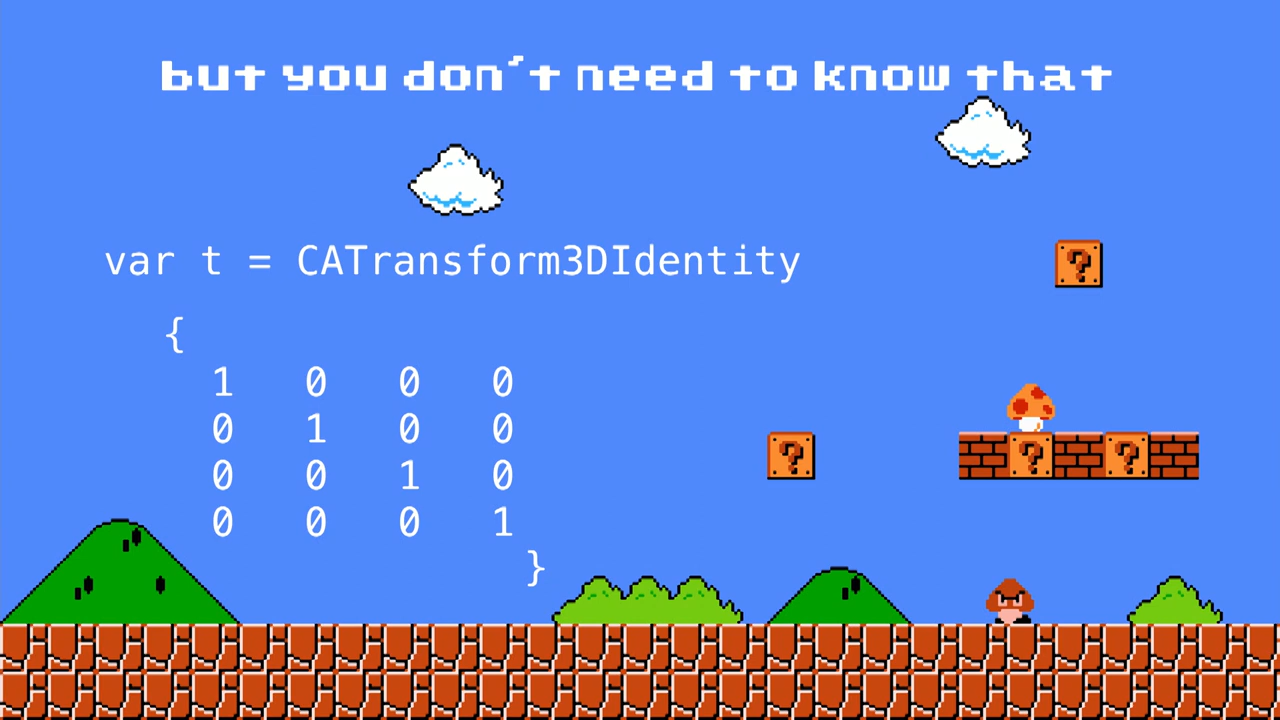 but you don't need to know that
var t = CATransform3DIdentity
{
1 0 0 0
0 1 0 0
0 0 1 0
0 0 0 1
}
?
?
? ?